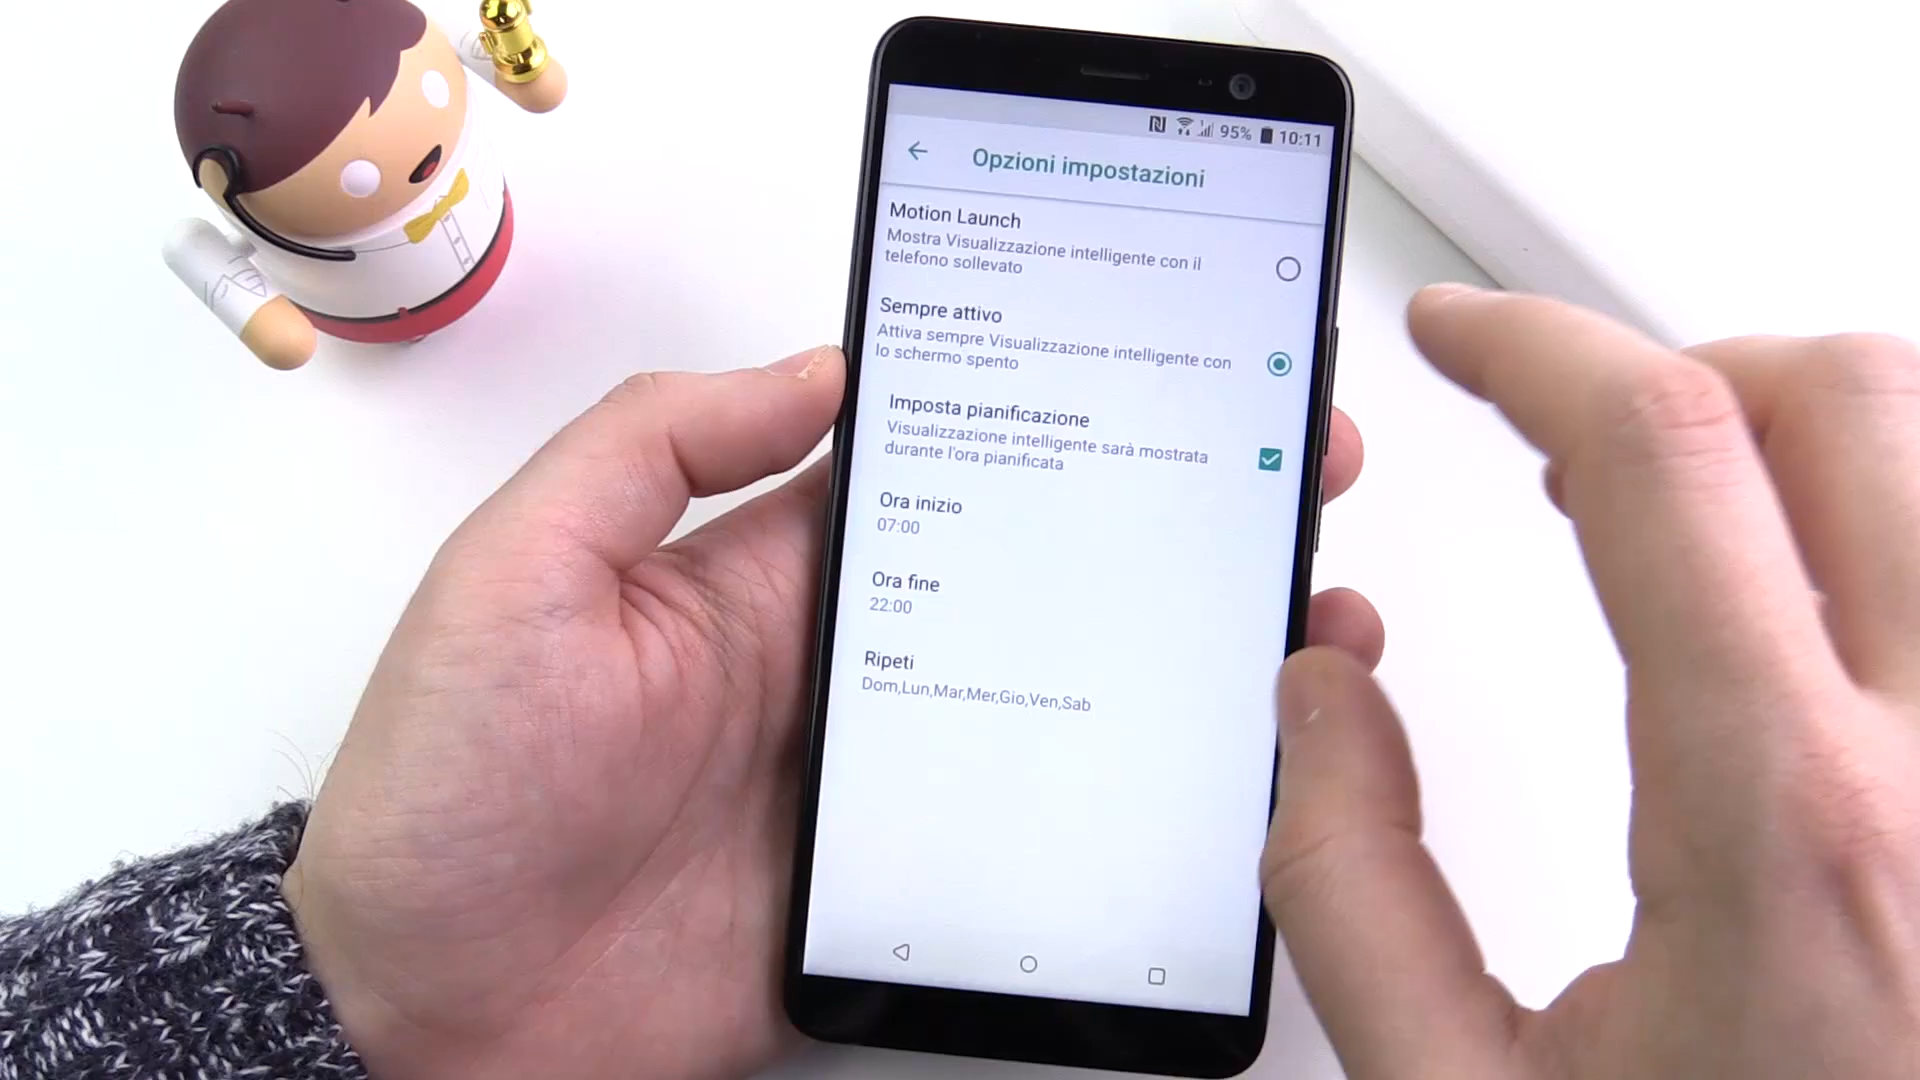 95% 10:11
Opzioni impostazioni
Motion Launch
Mostra Visualizzazione intelligente con il
telefono sollevato
Sempre attivo
Attiva sempre Visualizzazione intelligente con
lo schermo spento
Imposta pianificazione
Visualizzazione intelligente sarà mostrata
durante l'ora pianificata
Ora inizio
07:00
Ora fine
22:00
Ripeti
Dom,Lun,Mar,Mer,Gio,Ven,Sab